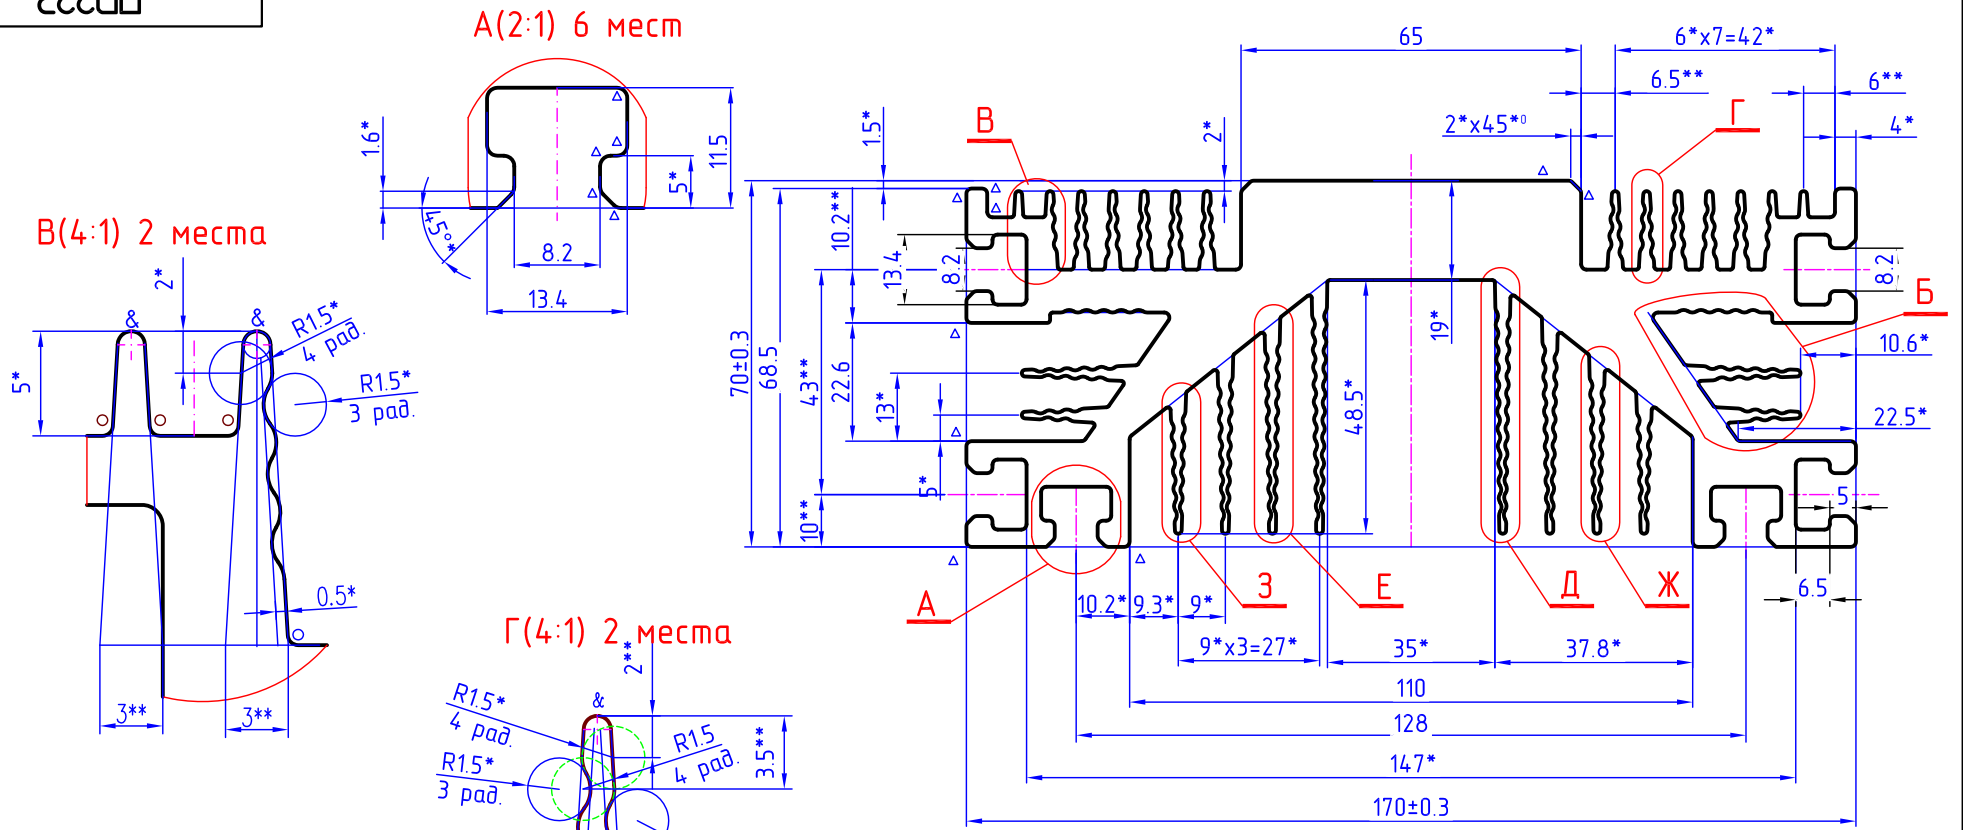 А(2:1) 6 мест
1.6*
45°*
8.2
13.4
5*
11.5
В(4:1) 2 места
2*
5*
&
&
R1.5*
4 рад.
R1.5*
3 рад.
0.5*
3**
3**
Г(4:1) 2 места
2**
R1.5*
4 рад.
&
R1.5
4 рад.
3.5**
R1.5*
3 рад.
65
6*x7=42*
6.5**
6**
4*
2*x45*⁰
2*
1.5*
В
Г
10.2**
13.4
8.2
8.2
Б
70±0.3
68.5
43**
22.6
13*
5*
10**
19*
48.5*
10.6*
22.5*
5
6.5
А
З
Е
Д
Ж
10.2*
9.3*
9*
9*x3=27*
35*
37.8*
110
128
147*
170±0.3